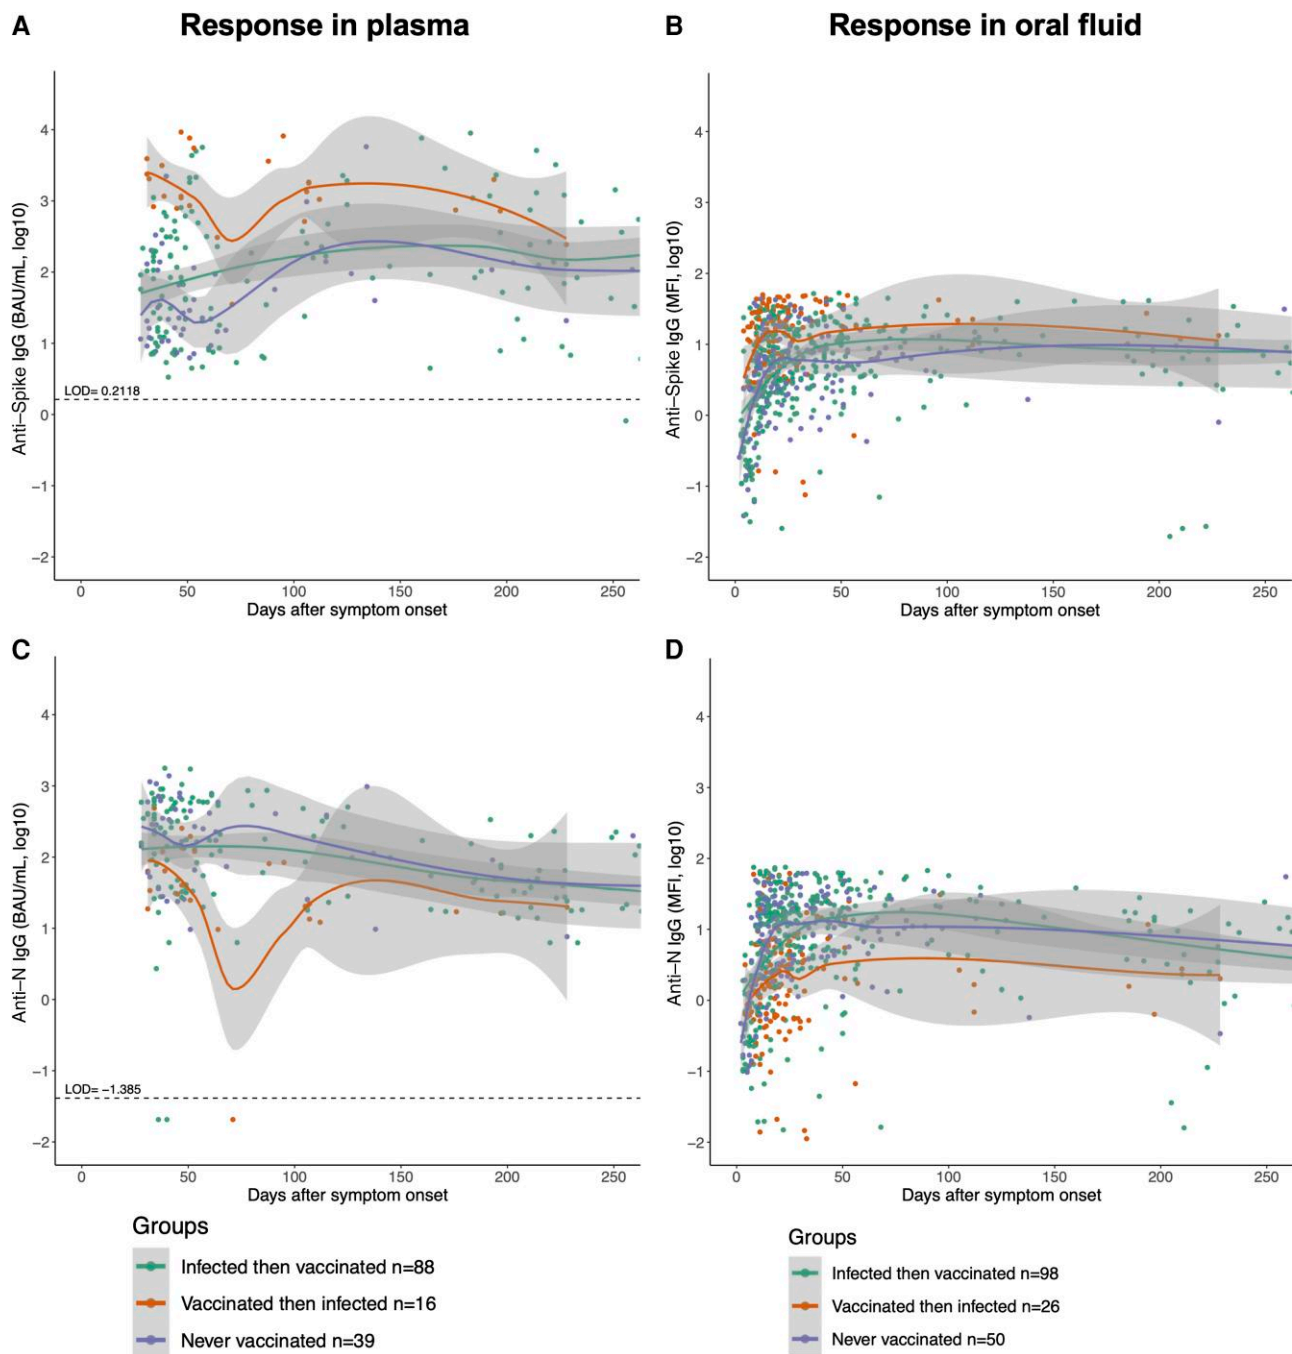 A
Response in plasma
B
Response in oral fluid
Anti–Spike IgG (BAU/mL, log10)
4
3
2
1
0
−1
−2
LOD= 0.2118
0
50
100
150
200
250
Days after symptom onset
Anti–Spike IgG (MFI, log10)
4
3
2
1
0
−1
−2
0
50
100
150
200
250
Days after symptom onset
C
Anti–N IgG (BAU/mL, log10)
4
3
2
1
0
−1
−2
LOD= −1.385
0
50
100
150
200
250
Days after symptom onset
D
Anti–N IgG (MFI, log10)
4
3
2
1
0
−1
−2
0
50
100
150
200
250
Days after symptom onset
Groups
Infected then vaccinated n=88
Vaccinated then infected n=16
Never vaccinated n=39
Groups
Infected then vaccinated n=98
Vaccinated then infected n=26
Never vaccinated n=50